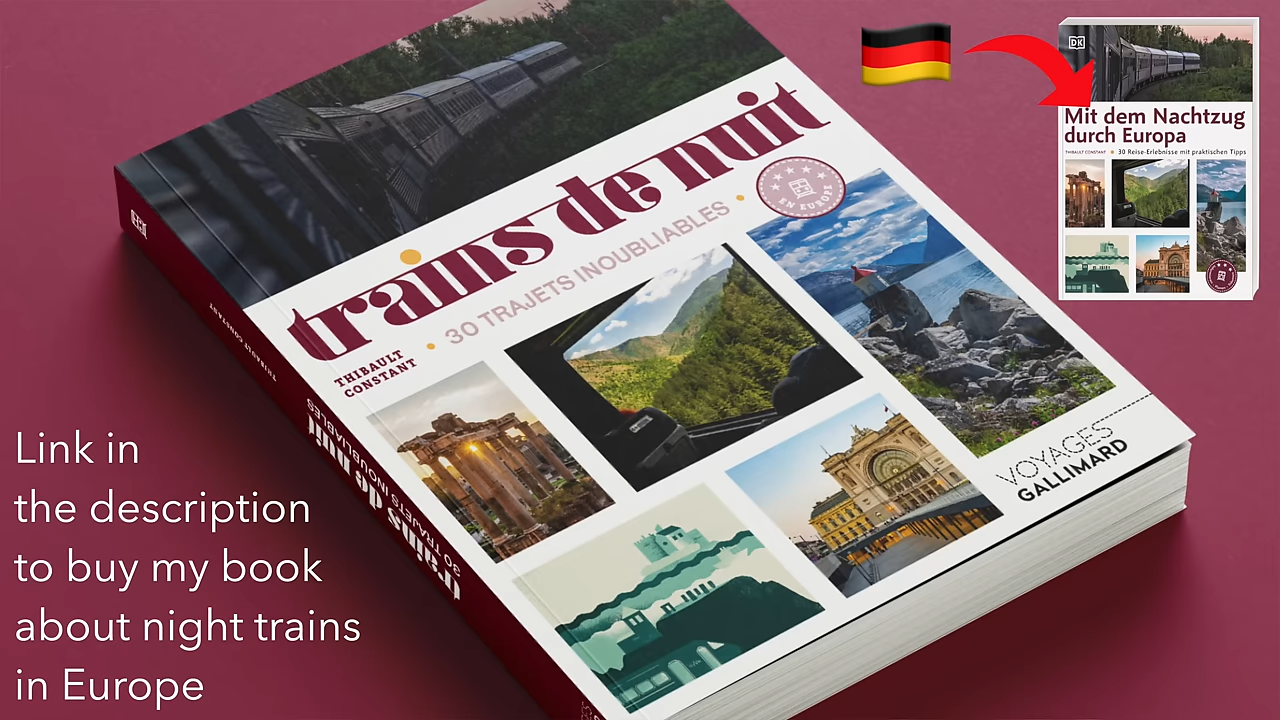 trains de nuit
EN EUROPE
30 TRAJETS INOUBLIABLES
THIBAULT
CONSTANT
VOYAGES
GALLIMARD
THIBAULT CONSTANT
trains de nuit
30 TRAJETS INOUBLIABLES
DK
Mit dem Nachtzug
durch Europa
THIBAULT CONSTANT • 30 Reise-Erlebnisse mit praktischen Tipps
Link in
the description
to buy my book
about night trains
in Europe